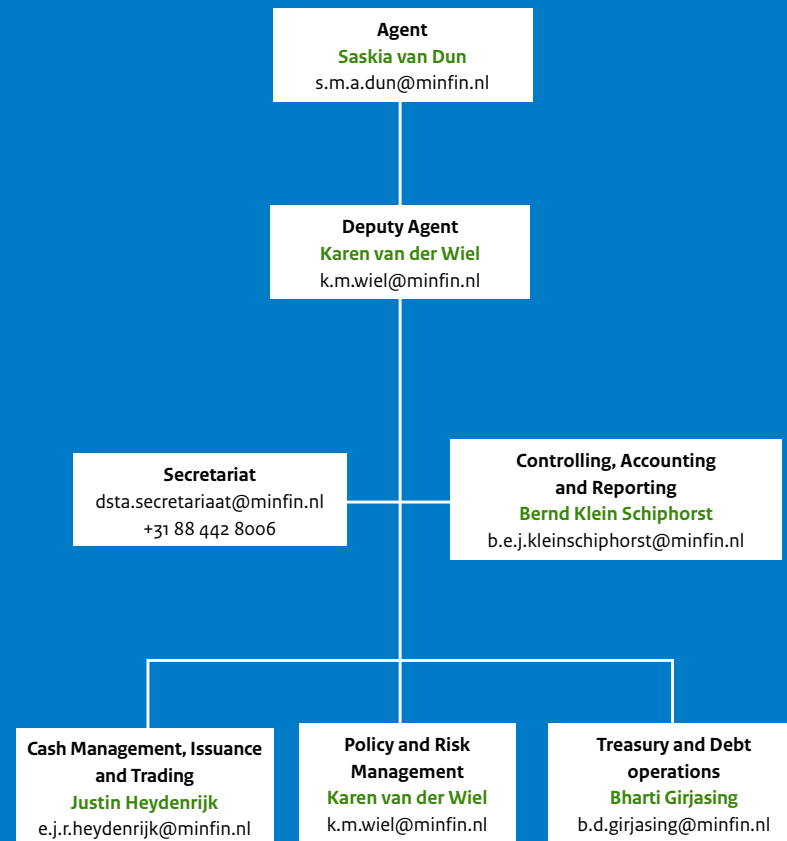 Agent
Saskia van Dun
s.m.a.dun@minfin.nl
Deputy Agent
Karen van der Wiel
k.m.wiel@minfin.nl
Secretariat
dsta.secretariaat@minfin.nl
+31 88 442 8006
Controlling, Accounting
and Reporting
Bernd Klein Schiphorst
b.e.j.kleinschiphorst@minfin.nl
Cash Management, Issuance
and Trading
Justin Heydenrijk
e.j.r.heydenrijk@minfin.nl
Policy and Risk
Management
Karen van der Wiel
k.m.wiel@minfin.nl
Treasury and Debt
operations
Bharti Girjasing
b.d.girjasing@minfin.nl